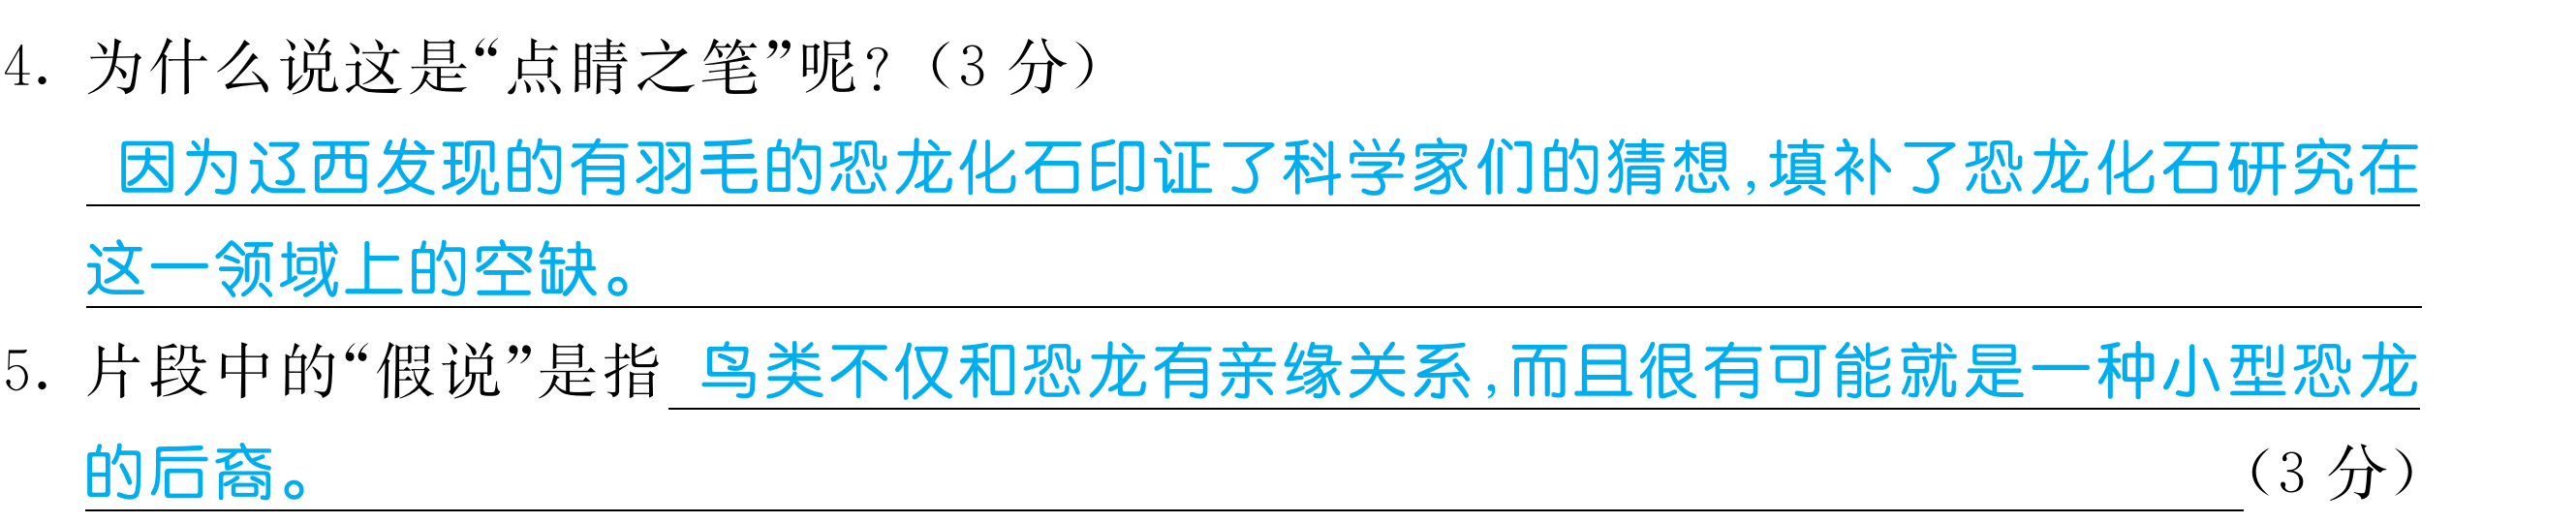 4. 为什么说这是“点睛之笔”呢?(3 分)
因为辽西发现的有羽毛的恐龙化石印证了科学家们的猜想,填补了恐龙化石研究在
这一领域上的空缺。
5. 片段中的“假说”是指 鸟类不仅和恐龙有亲缘关系,而且很有可能就是一种小型恐龙
的后裔。 (3 分)